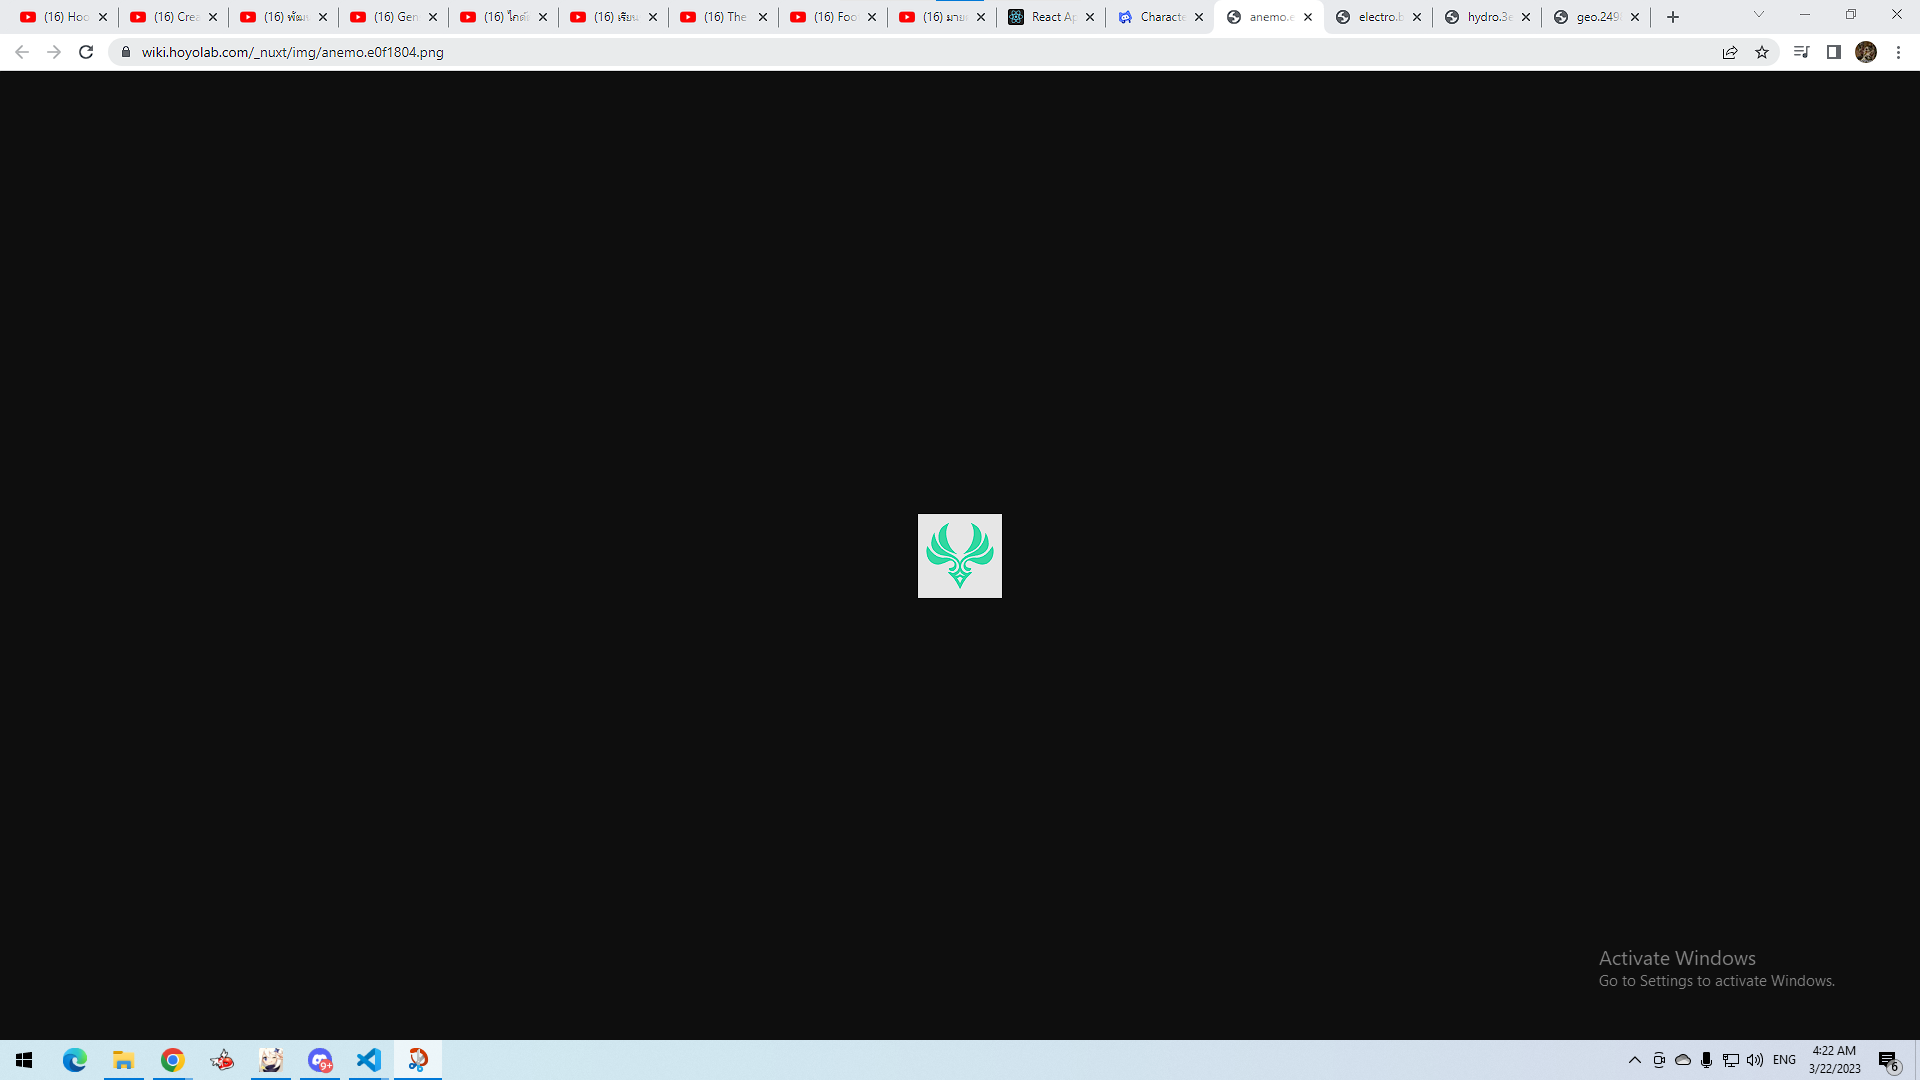 (16) Hoo
(16) Crea
(16) พัฒน
(16) Gen
(16) ไกด์
(16) เรียน
(16) The
(16) Foo
(16) มายค
React Ap
Characte
anemo.e
electro.b
hydro.3e
geo.249
wiki.hoyolab.com/_nuxt/img/anemo.e0f1804.png
Activate Windows
Go to Settings to activate Windows.
9+
ENG
4:22 AM
3/22/2023
6